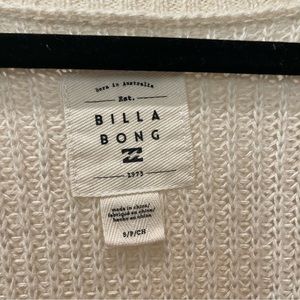 Born in Australia
Est.
BILLA
BONG
1973
made in china/
fabriqué en chine/
hecho en china
S/P/CH